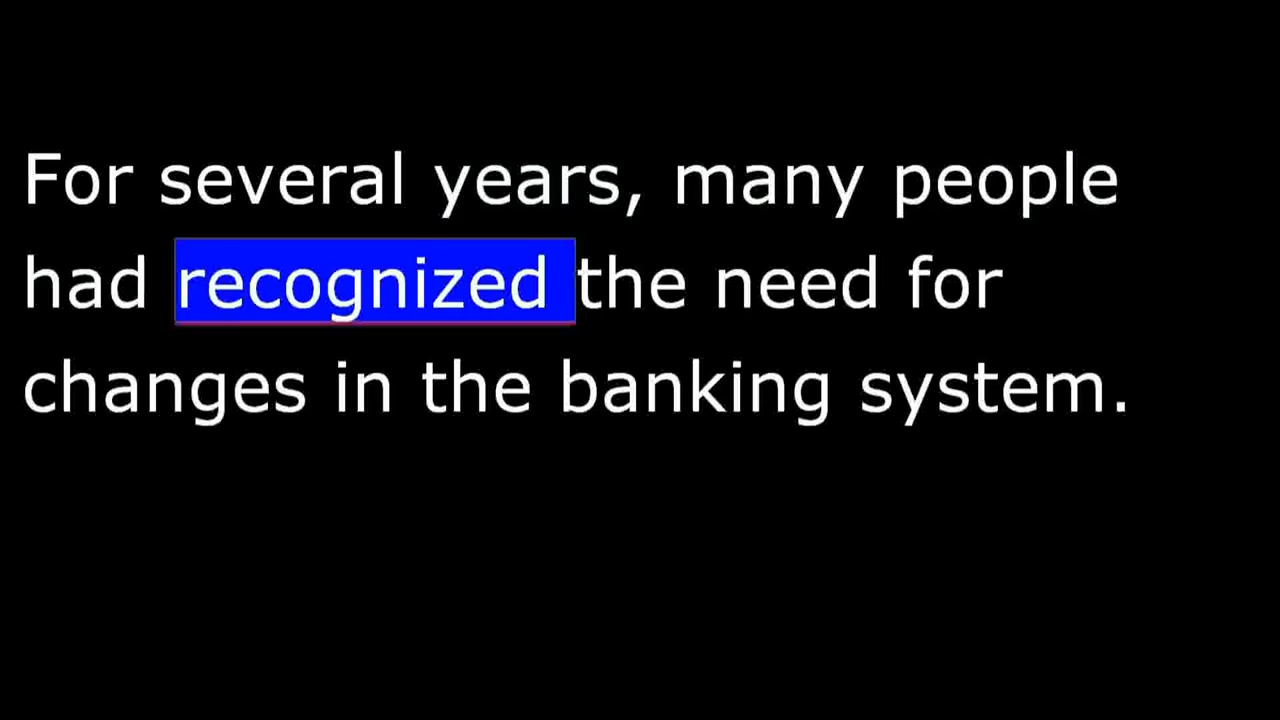 For several years, many people
had recognized the need for
changes in the banking system.